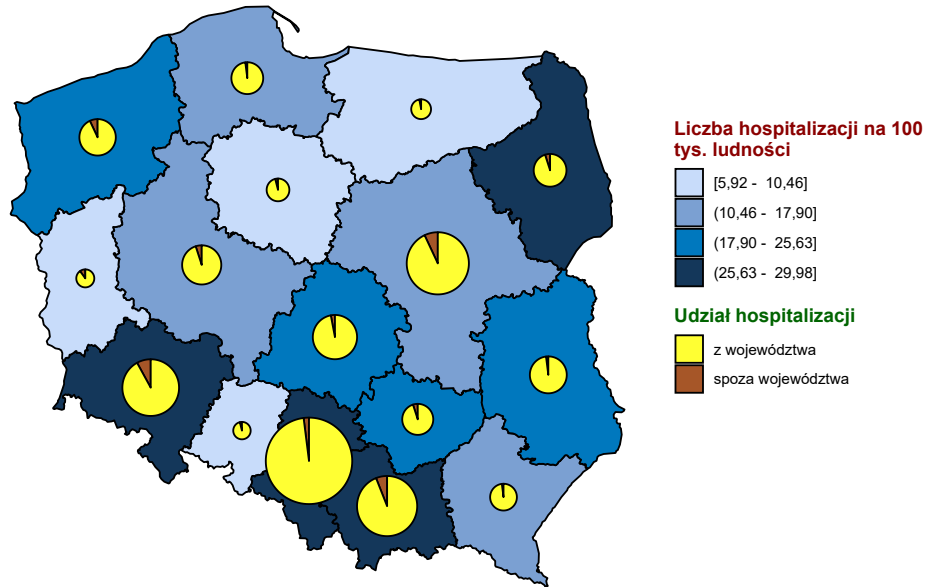 Liczba hospitalizacji na 100
tys. ludności
[5,92 - 10,46]
(10,46 - 17,90]
(17,90 - 25,63]
(25,63 - 29,98]
Udział hospitalizacji
z województwa
spoza województwa